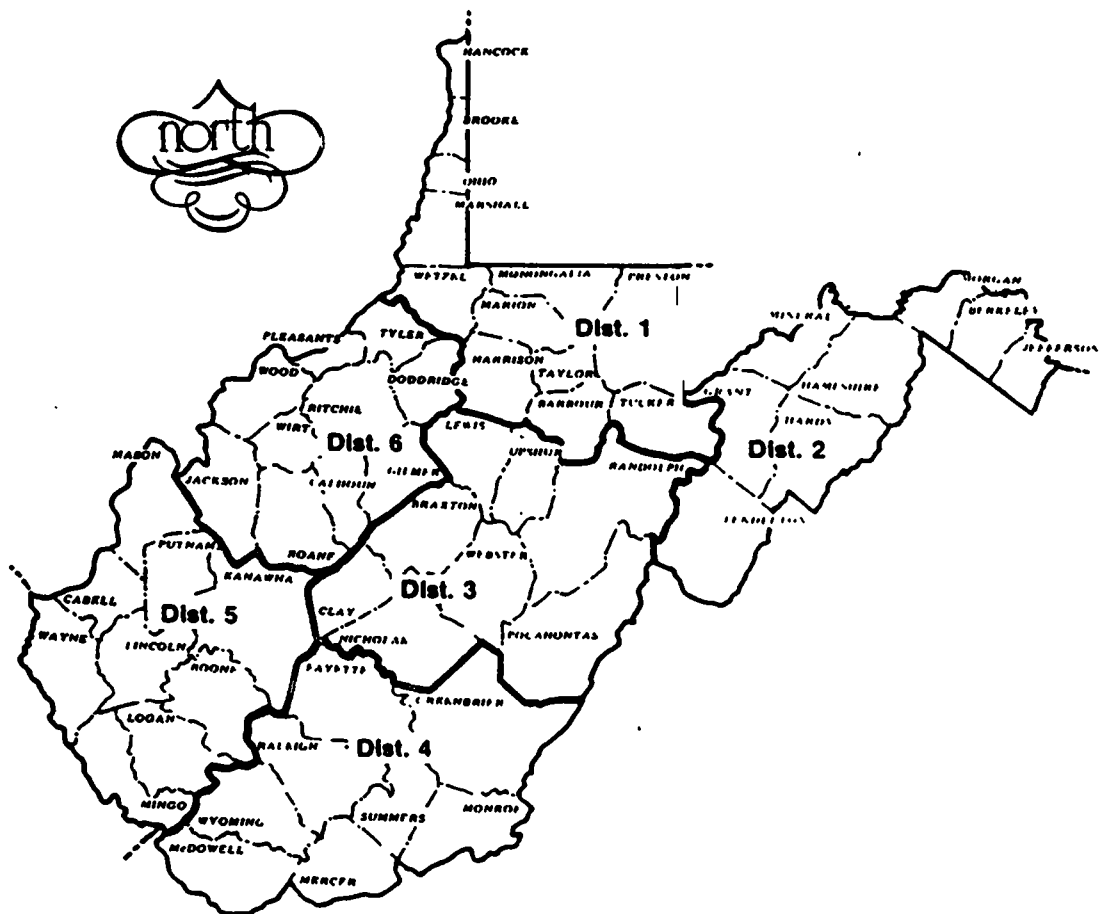 HANCOCK
north
BROOKE
OHIO
MARSHALL
WETZEL
MONONGALIA
PRESTON
MORGAN
MARION
BERKELEY
MINERAL
Dist. 1
PLEASANTS
TYLER
JEFFERSON
HARRISON
WOOD
TAYLOR
DODDRIDGE
GRANT
HAMPSHIRE
BARBOUR
TUCKER
RITCHIE
HARDY
WIRT
LEWIS
Dist. 6
UPSHUR
Dist. 2
MASON
RANDOLPH
GILMER
JACKSON
CALHOUN
BRAXTON
PENDLETON
PUTNAM
ROANE
WEBSTER
KANAWHA
Dist. 3
CABELL
Dist. 5
CLAY
WAYNE
NICHOLAS
POCAHONTAS
LINCOLN
BOONE
FAYETTE
GREENBRIER
LOGAN
RALEIGH
Dist. 4
MINGO
MONROE
WYOMING
SUMMERS
McDOWELL
MERCER